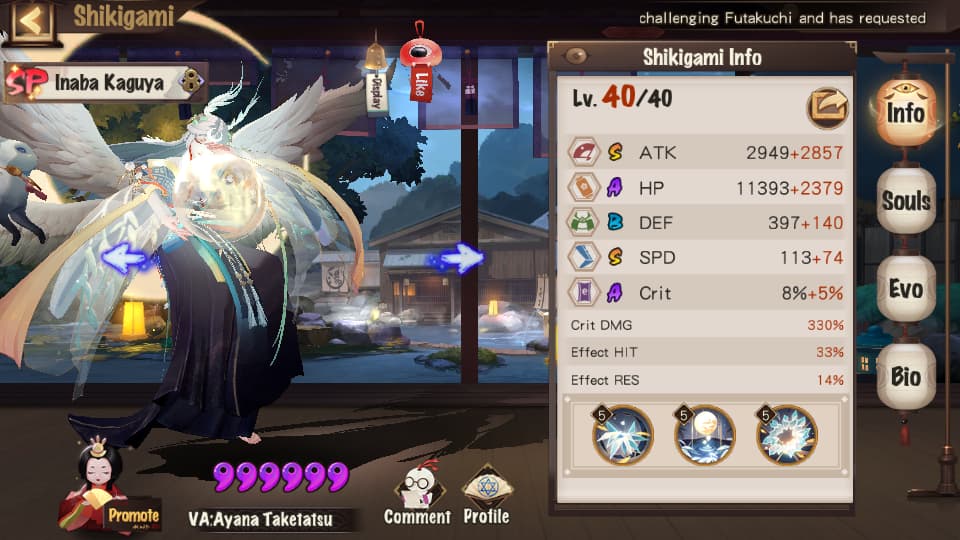 Shikigami
challenging Futakuchi and has requested
SP Inaba Kaguya
Display
Like
Shikigami Info
Lv. 40/40
S ATK 2949+2857
A HP 11393+2379
B DEF 397+140
S SPD 113+74
A Crit 8%+5%
Crit DMG 330%
Effect HIT 33%
Effect RES 14%
5 5 5
Info
Souls
Evo
Bio
Promote
VA:Ayana Taketatsu
Comment
Profile